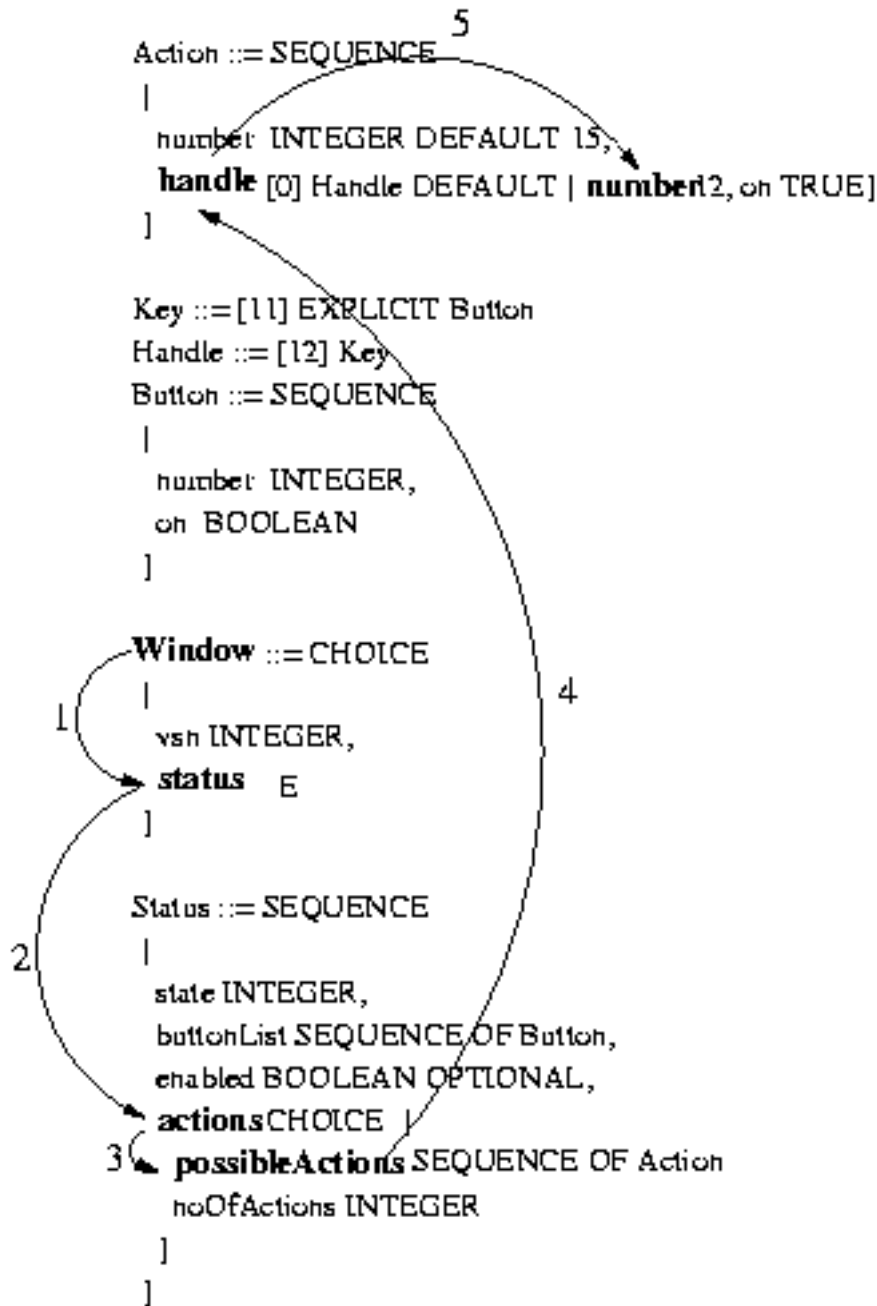 5
Action ::= SEQUENCE
|
number INTEGER DEFAULT 15,
handle [0] Handle DEFAULT | number12, on TRUE]
]
Key ::= [11] EXPLICIT Button
Handle ::= [12] Key
Button ::= SEQUENCE
|
number INTEGER,
on BOOLEAN
]
Window ::= CHOICE
4
1 |
vsn INTEGER,
status E
]
Status ::= SEQUENCE
2 |
state INTEGER,
buttonList SEQUENCE OF Button,
enabled BOOLEAN OPTIONAL,
actions CHOICE |
3 possibleActions SEQUENCE OF Action
noOfActions INTEGER
]
]